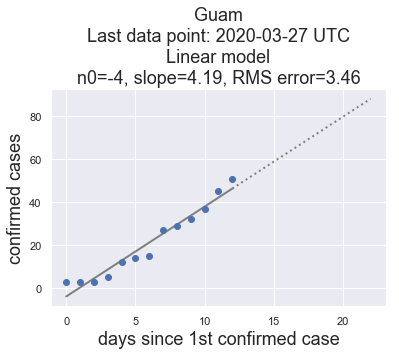 Guam
Last data point: 2020-03-27 UTC
Linear model
n0=-4, slope=4.19, RMS error=3.46
confirmed cases
80
60
40
20
0
0 5 10 15 20
days since 1st confirmed case